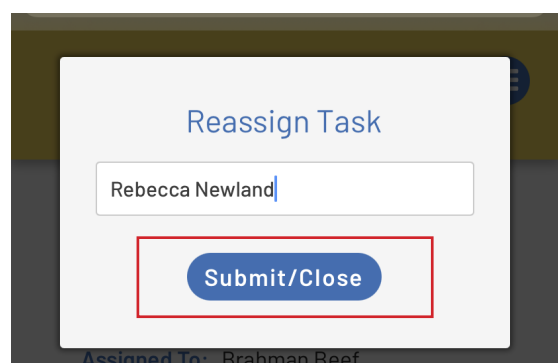 Reassign Task
Rebecca Newland
Submit/Close
Assigned To: Brahman Beef